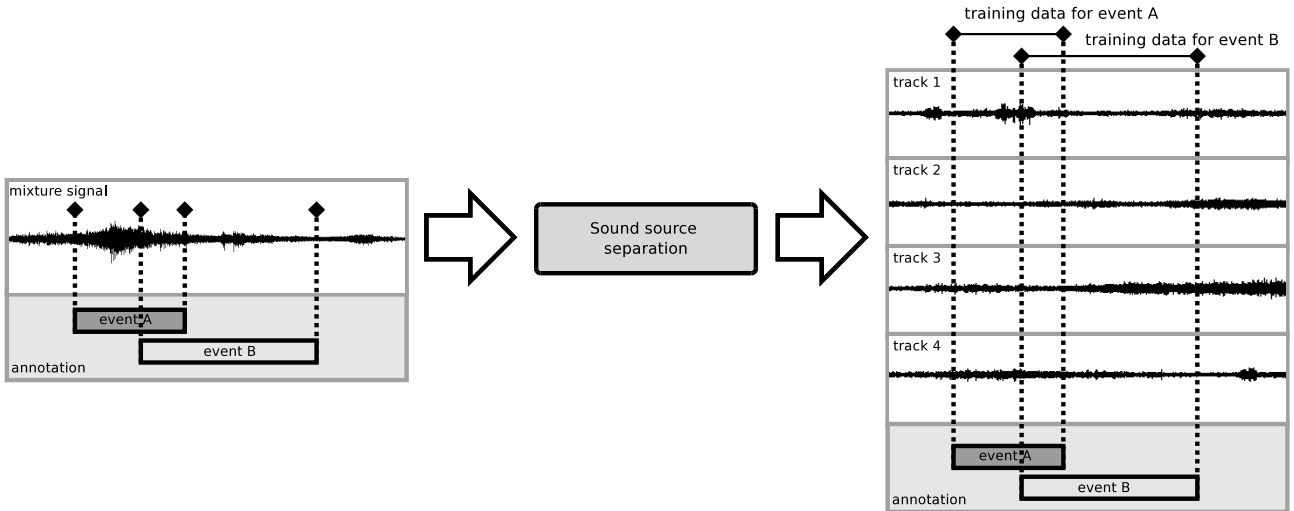 training data for event A
training data for event B
mixture signal
event A
event B
annotation
Sound source
separation
track 1
track 2
track 3
track 4
event A
event B
annotation